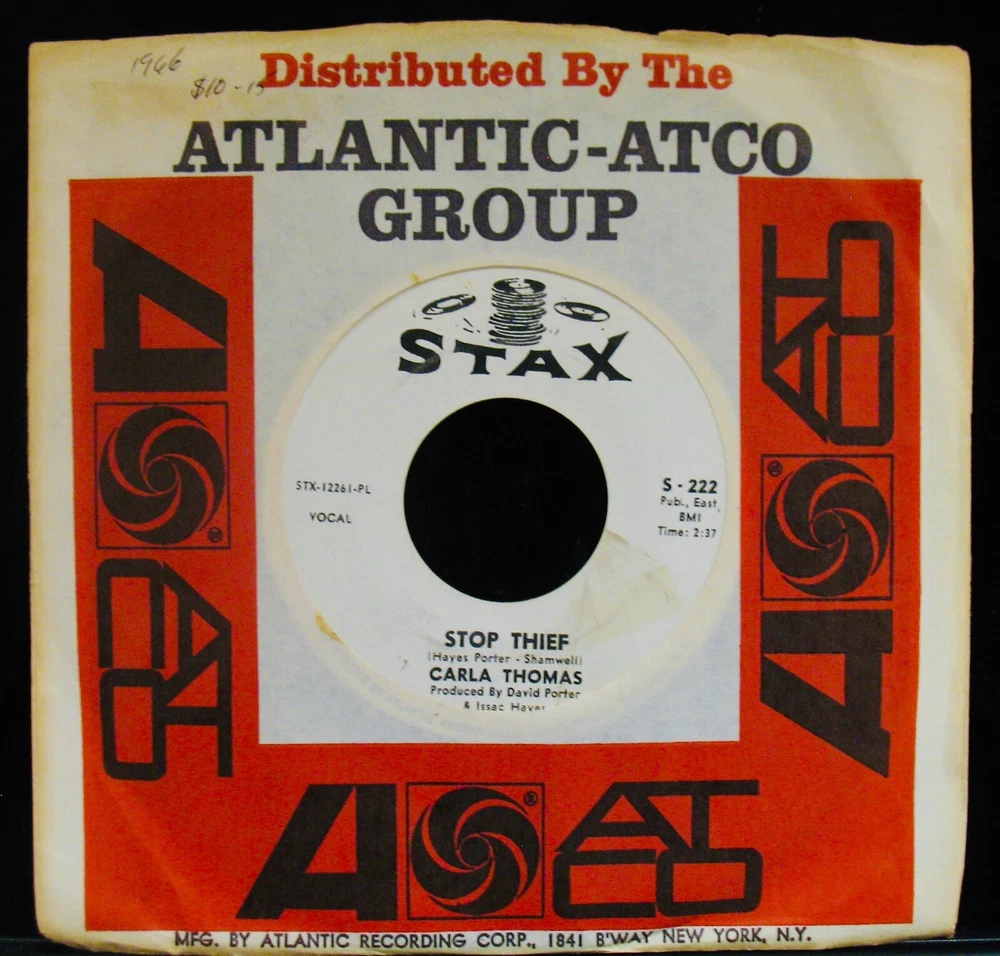 1966
$10 - 15
Distributed By The
ATLANTIC-ATCO
GROUP
A
ATCO
STAX
STX-12261-PL
VOCAL
S - 222
Pub., East,
BMI
Time: 2:37
STOP THIEF
(Hayes Porter - Shamwell)
CARLA THOMAS
Produced By David Porter
& Issac Hayes
ATCO
A
A
®
ATCO
MFG. BY ATLANTIC RECORDING CORP., 1841 B'WAY NEW YORK, N.Y.